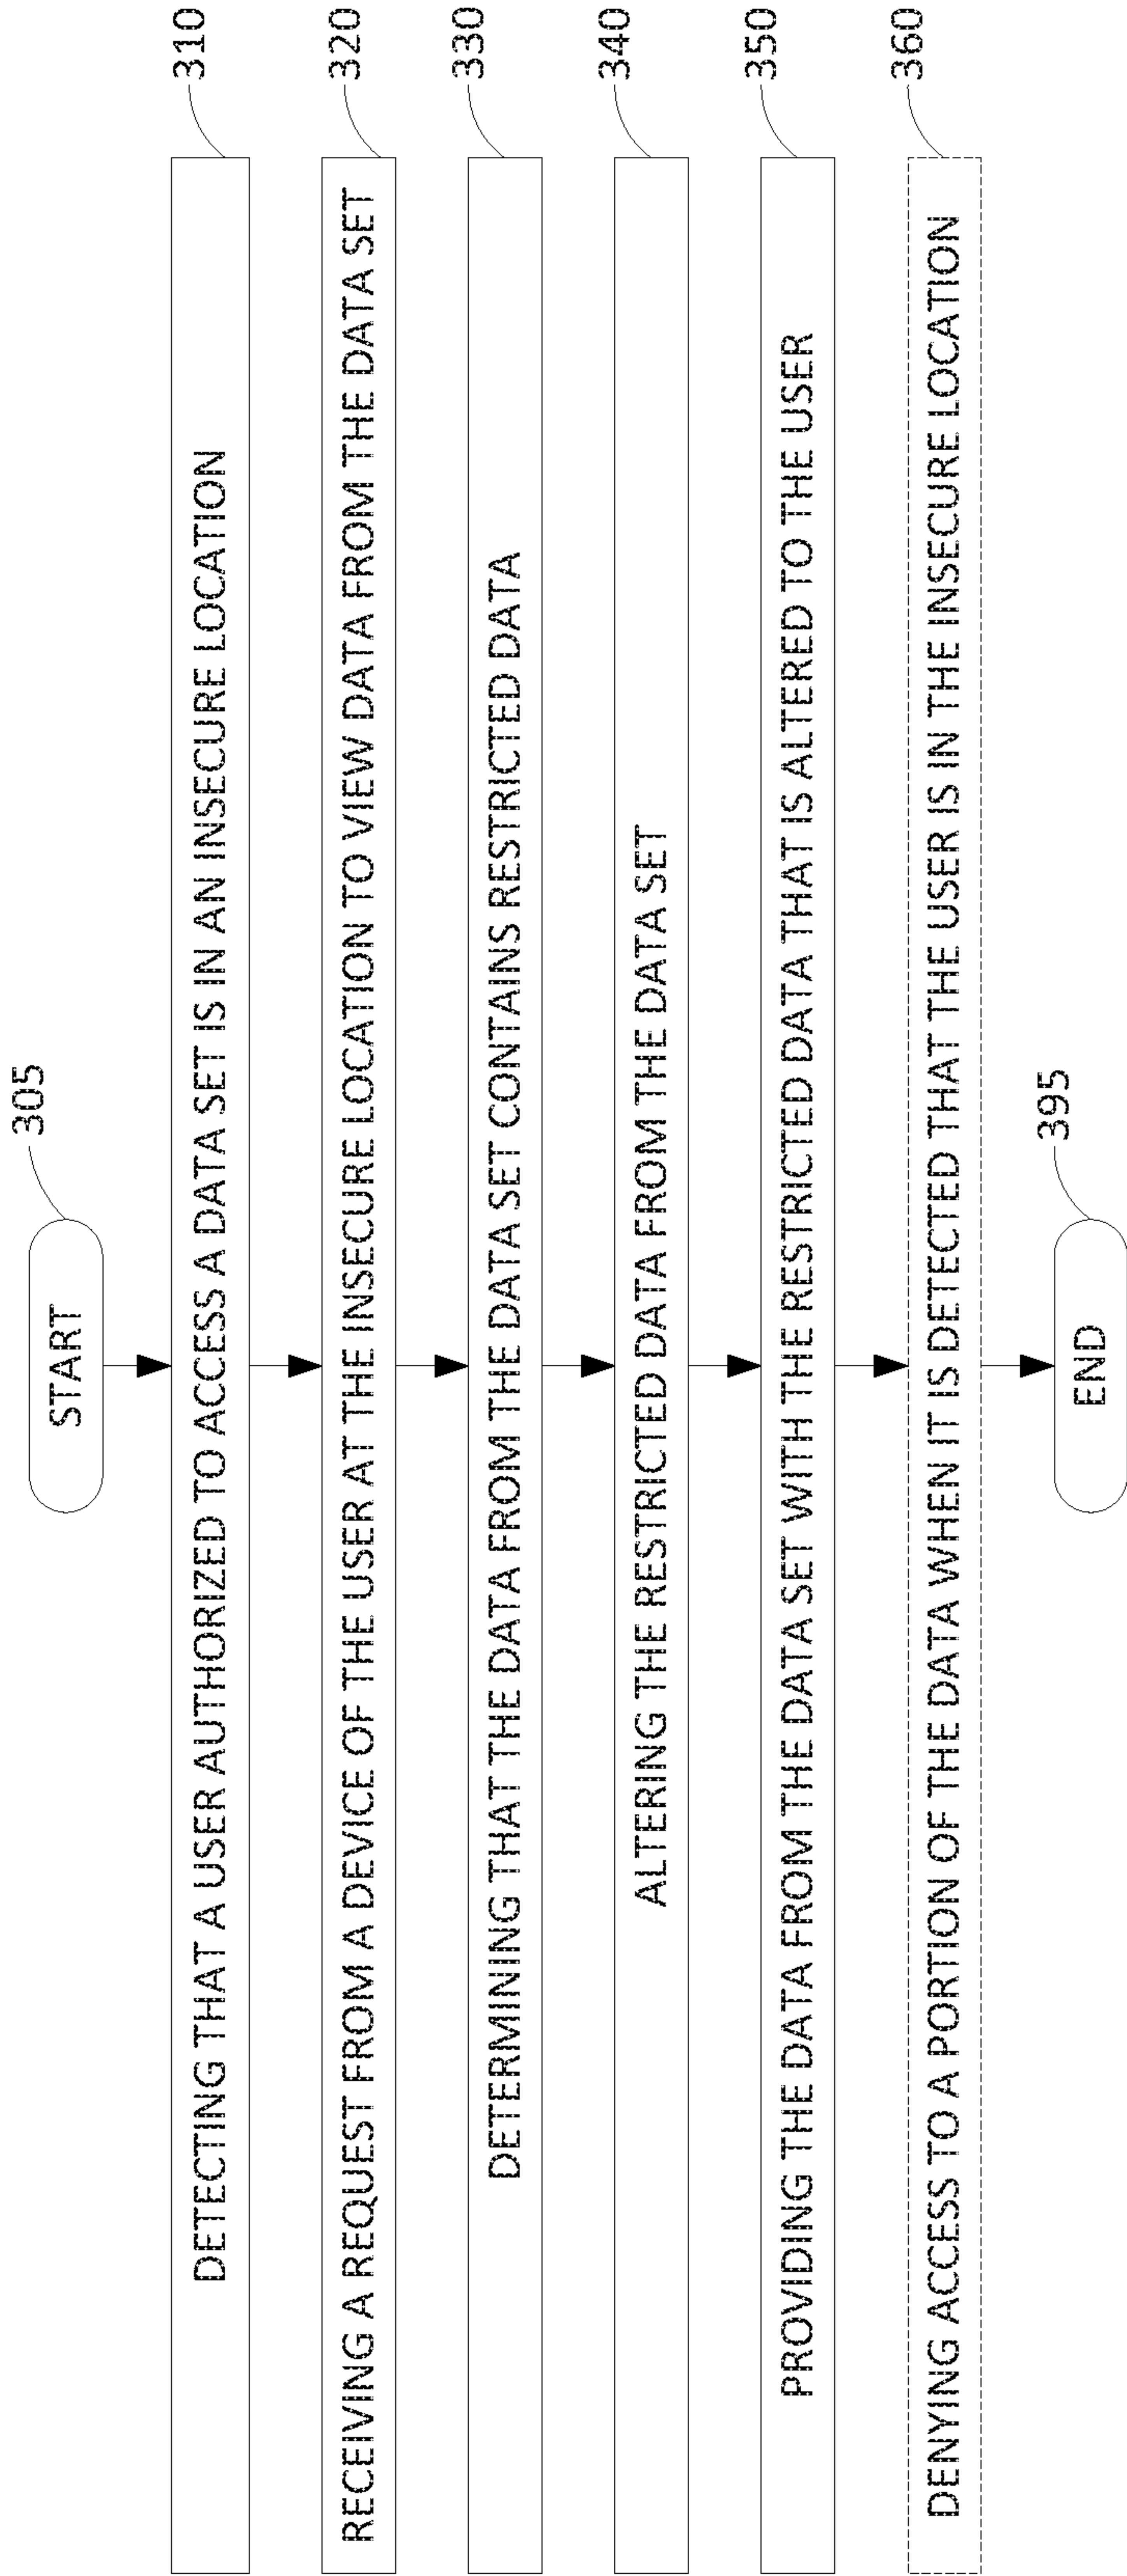 START
305
DETECTING THAT A USER AUTHORIZED TO ACCESS A DATA SET IS IN AN INSECURE LOCATION
310
RECEIVING A REQUEST FROM A DEVICE OF THE USER AT THE INSECURE LOCATION TO VIEW DATA FROM THE DATA SET
320
DETERMINING THAT THE DATA FROM THE DATA SET CONTAINS RESTRICTED DATA
330
ALTERING THE RESTRICTED DATA FROM THE DATA SET
340
PROVIDING THE DATA FROM THE DATA SET WITH THE RESTRICTED DATA THAT IS ALTERED TO THE USER
350
DENYING ACCESS TO A PORTION OF THE DATA WHEN IT IS DETECTED THAT THE USER IS IN THE INSECURE LOCATION
360
END
395